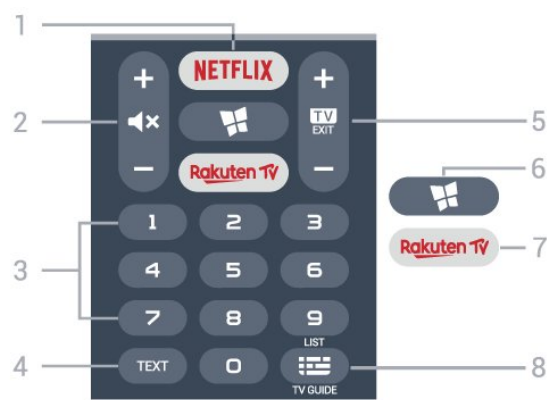 1
NETFLIX
+ +
2
TV
EXIT
5
- -
Rakuten TV
6
Rakuten TV
7
1 2 3
3
4 5 6
7 8 9
LIST
4
TEXT 0
8
TV GUIDE